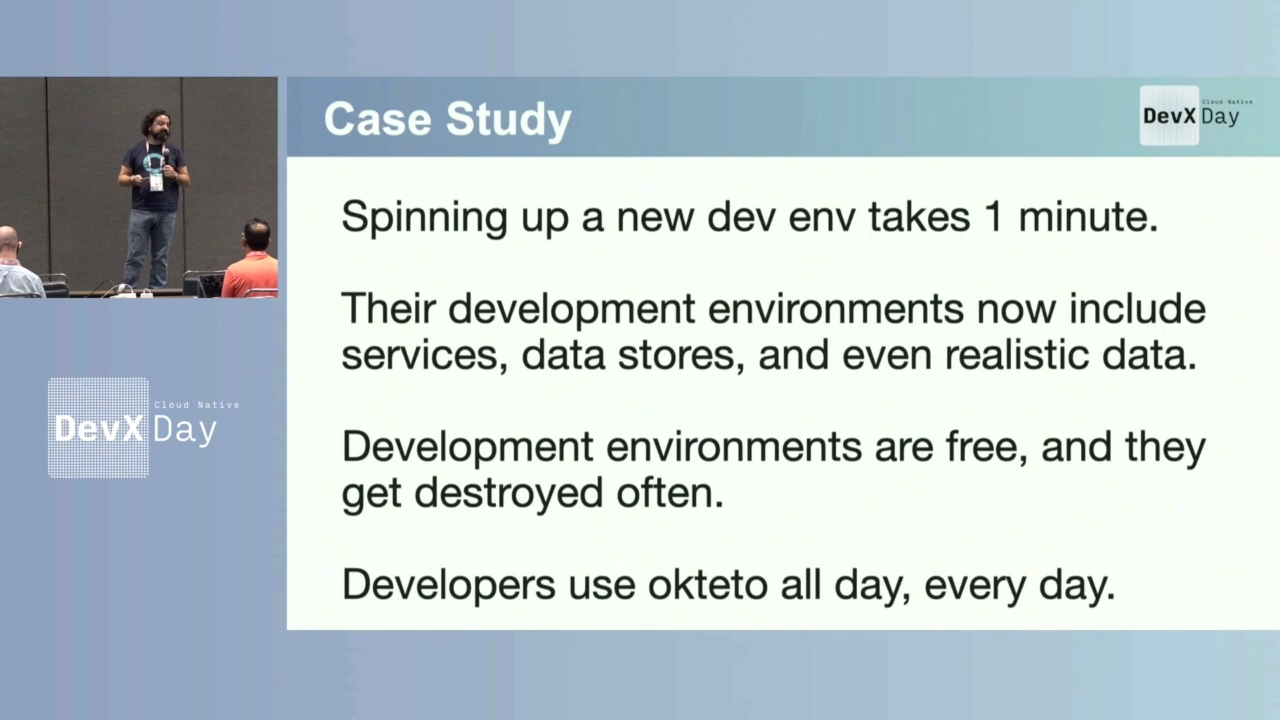 Case Study
Cloud Native
DevX Day
Spinning up a new dev env takes 1 minute.
Their development environments now include
services, data stores, and even realistic data.
Development environments are free, and they
get destroyed often.
Developers use okteto all day, every day.
Cloud Native
DevX Day